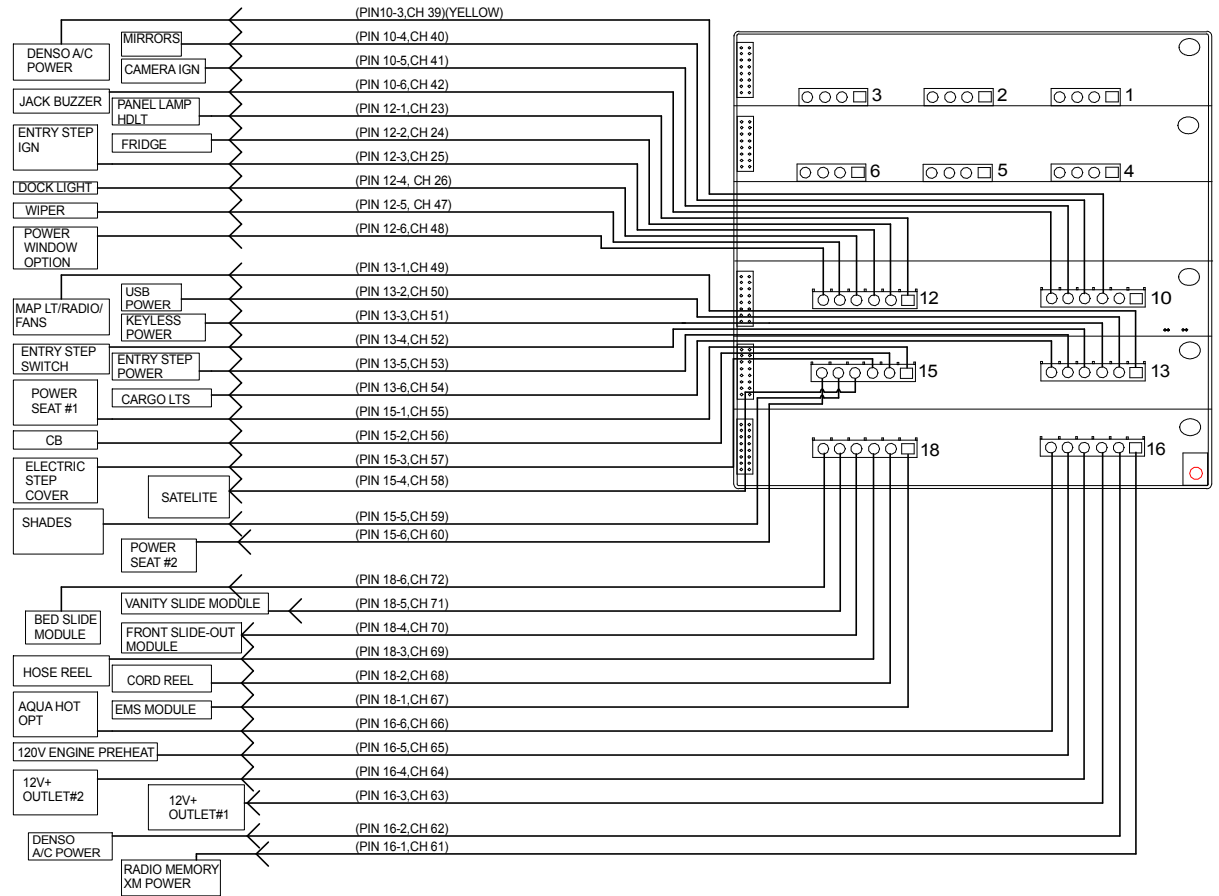 (PIN10-3,CH 39)(YELLOW)
DENSO A/C
POWER
MIRRORS
(PIN 10-4,CH 40)
CAMERA IGN
(PIN 10-5,CH 41)
JACK BUZZER
(PIN 10-6,CH 42)
PANEL LAMP
HDLT
(PIN 12-1,CH 23)
ENTRY STEP
IGN
FRIDGE
(PIN 12-2,CH 24)
(PIN 12-3,CH 25)
DOCK LIGHT
(PIN 12-4, CH 26)
WIPER
(PIN 12-5, CH 47)
POWER
WINDOW
OPTION
(PIN 12-6,CH 48)
(PIN 13-1,CH 49)
MAP LT/RADIO/
FANS
USB
POWER
(PIN 13-2,CH 50)
KEYLESS
POWER
(PIN 13-3,CH 51)
ENTRY STEP
SWITCH
(PIN 13-4,CH 52)
ENTRY STEP
POWER
(PIN 13-5,CH 53)
POWER
SEAT #1
CARGO LTS
(PIN 13-6,CH 54)
(PIN 15-1,CH 55)
CB
(PIN 15-2,CH 56)
ELECTRIC
STEP
COVER
(PIN 15-3,CH 57)
SATELITE
(PIN 15-4,CH 58)
SHADES
(PIN 15-5,CH 59)
POWER
SEAT #2
(PIN 15-6,CH 60)
(PIN 18-6,CH 72)
BED SLIDE
MODULE
VANITY SLIDE MODULE
(PIN 18-5,CH 71)
FRONT SLIDE-OUT
MODULE
(PIN 18-4,CH 70)
HOSE REEL
(PIN 18-3,CH 69)
CORD REEL
(PIN 18-2,CH 68)
AQUA HOT
OPT
EMS MODULE
(PIN 18-1,CH 67)
(PIN 16-6,CH 66)
120V ENGINE PREHEAT
(PIN 16-5,CH 65)
12V+
OUTLET#2
(PIN 16-4,CH 64)
12V+
OUTLET#1
(PIN 16-3,CH 63)
DENSO
A/C POWER
(PIN 16-2,CH 62)
RADIO MEMORY
XM POWER
(PIN 16-1,CH 61)
3 2 1
6 5 4
12 10
15 13
18 16